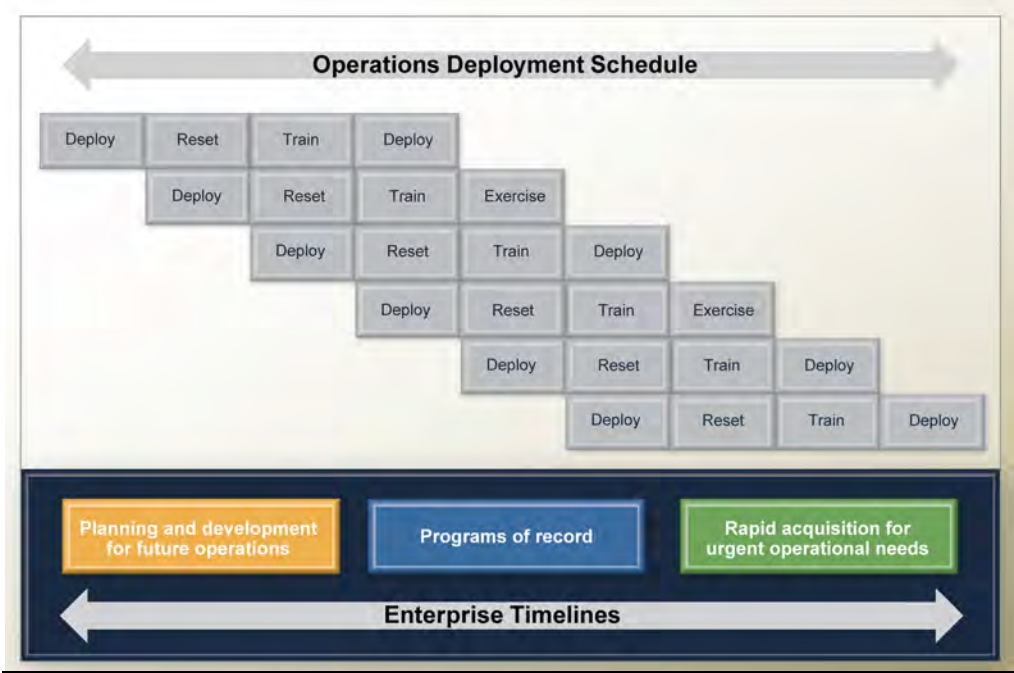 Operations Deployment Schedule
Deploy Reset Train Deploy
Deploy Reset Train Exercise
Deploy Reset Train Deploy
Deploy Reset Train Exercise
Deploy Reset Train Deploy
Deploy Reset Train Deploy
Planning and development
for future operations
Programs of record
Rapid acquisition for
urgent operational needs
Enterprise Timelines